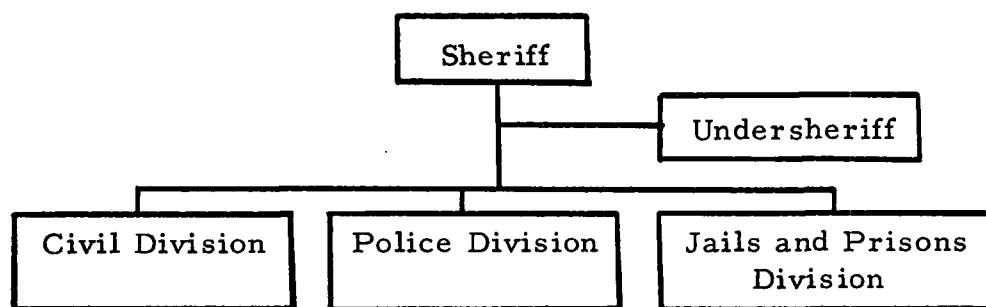 Sheriff
Undersheriff
Civil Division
Police Division
Jails and Prisons
Division